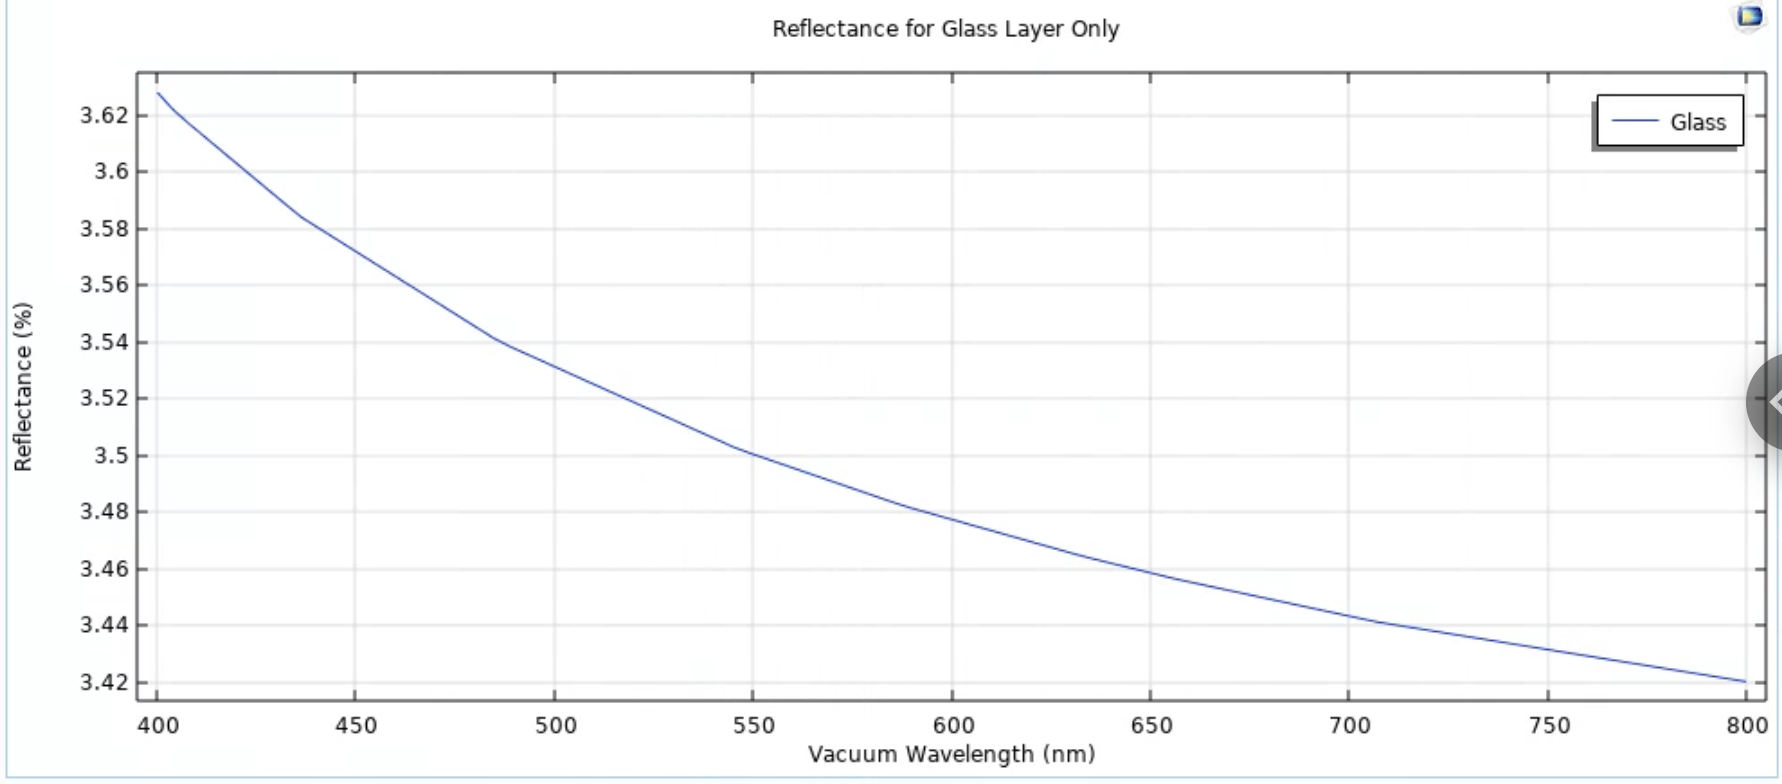 Reflectance for Glass Layer Only
Glass
Reflectance (%)
3.62
3.6
3.58
3.56
3.54
3.52
3.5
3.48
3.46
3.44
3.42
400 450 500 550 600 650 700 750 800
Vacuum Wavelength (nm)